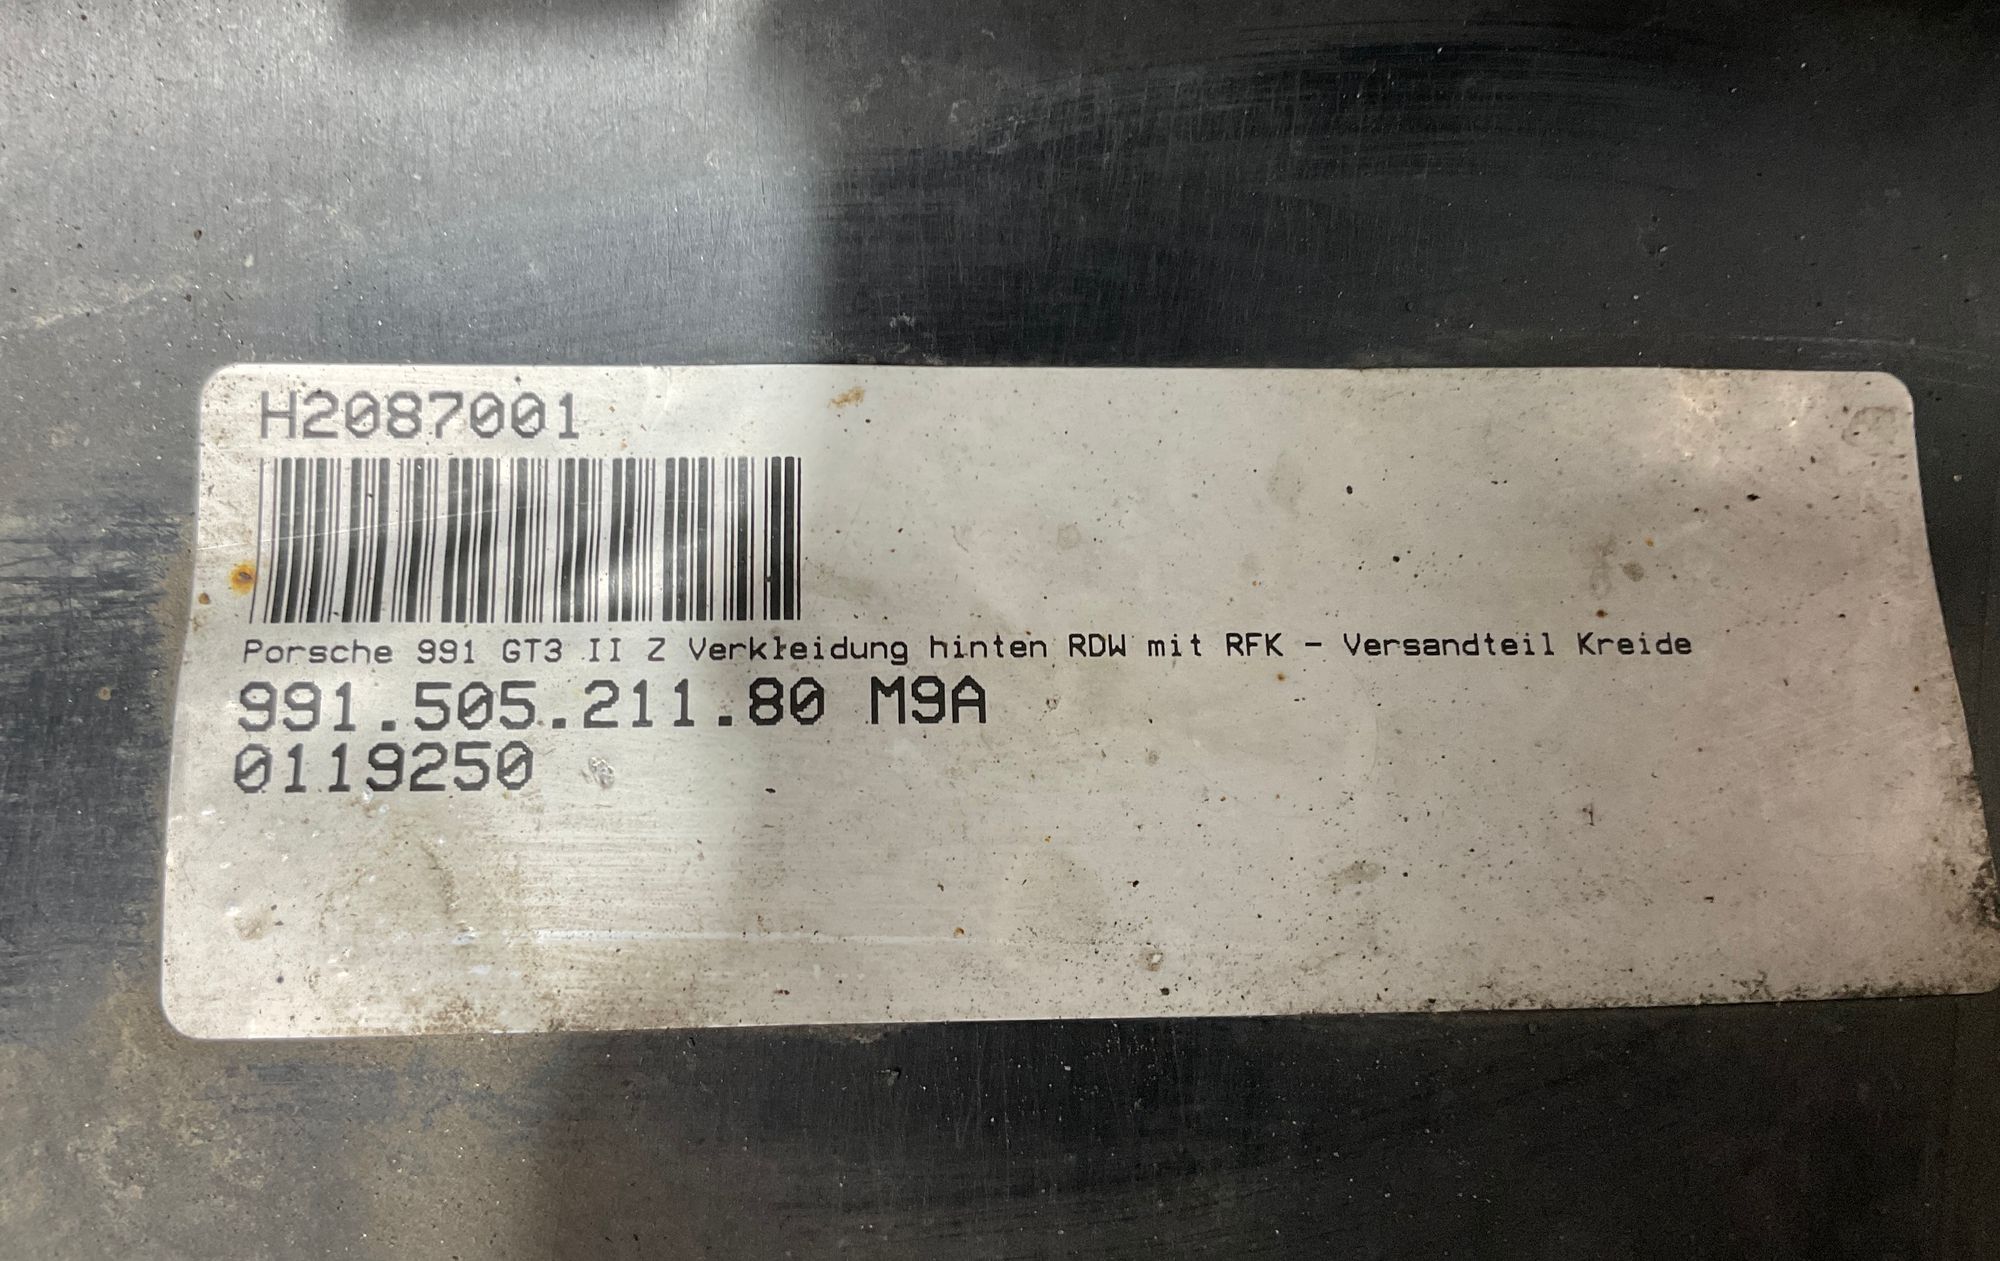 H2087001
Porsche 991 GT3 II Z Verkleidung hinten RDW mit RFK - Versandteil Kreide
991.505.211.80 M9A
0119250